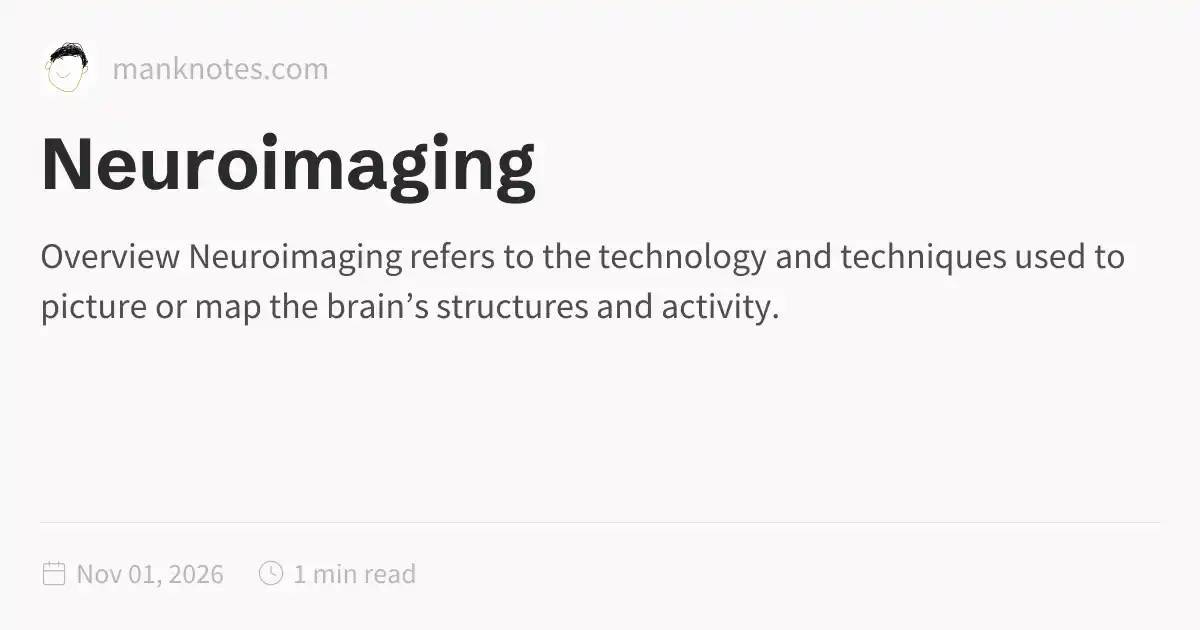 manknotes.com
Neuroimaging
Overview Neuroimaging refers to the technology and techniques used to
picture or map the brain’s structures and activity.
Nov 01, 2026 1 min read